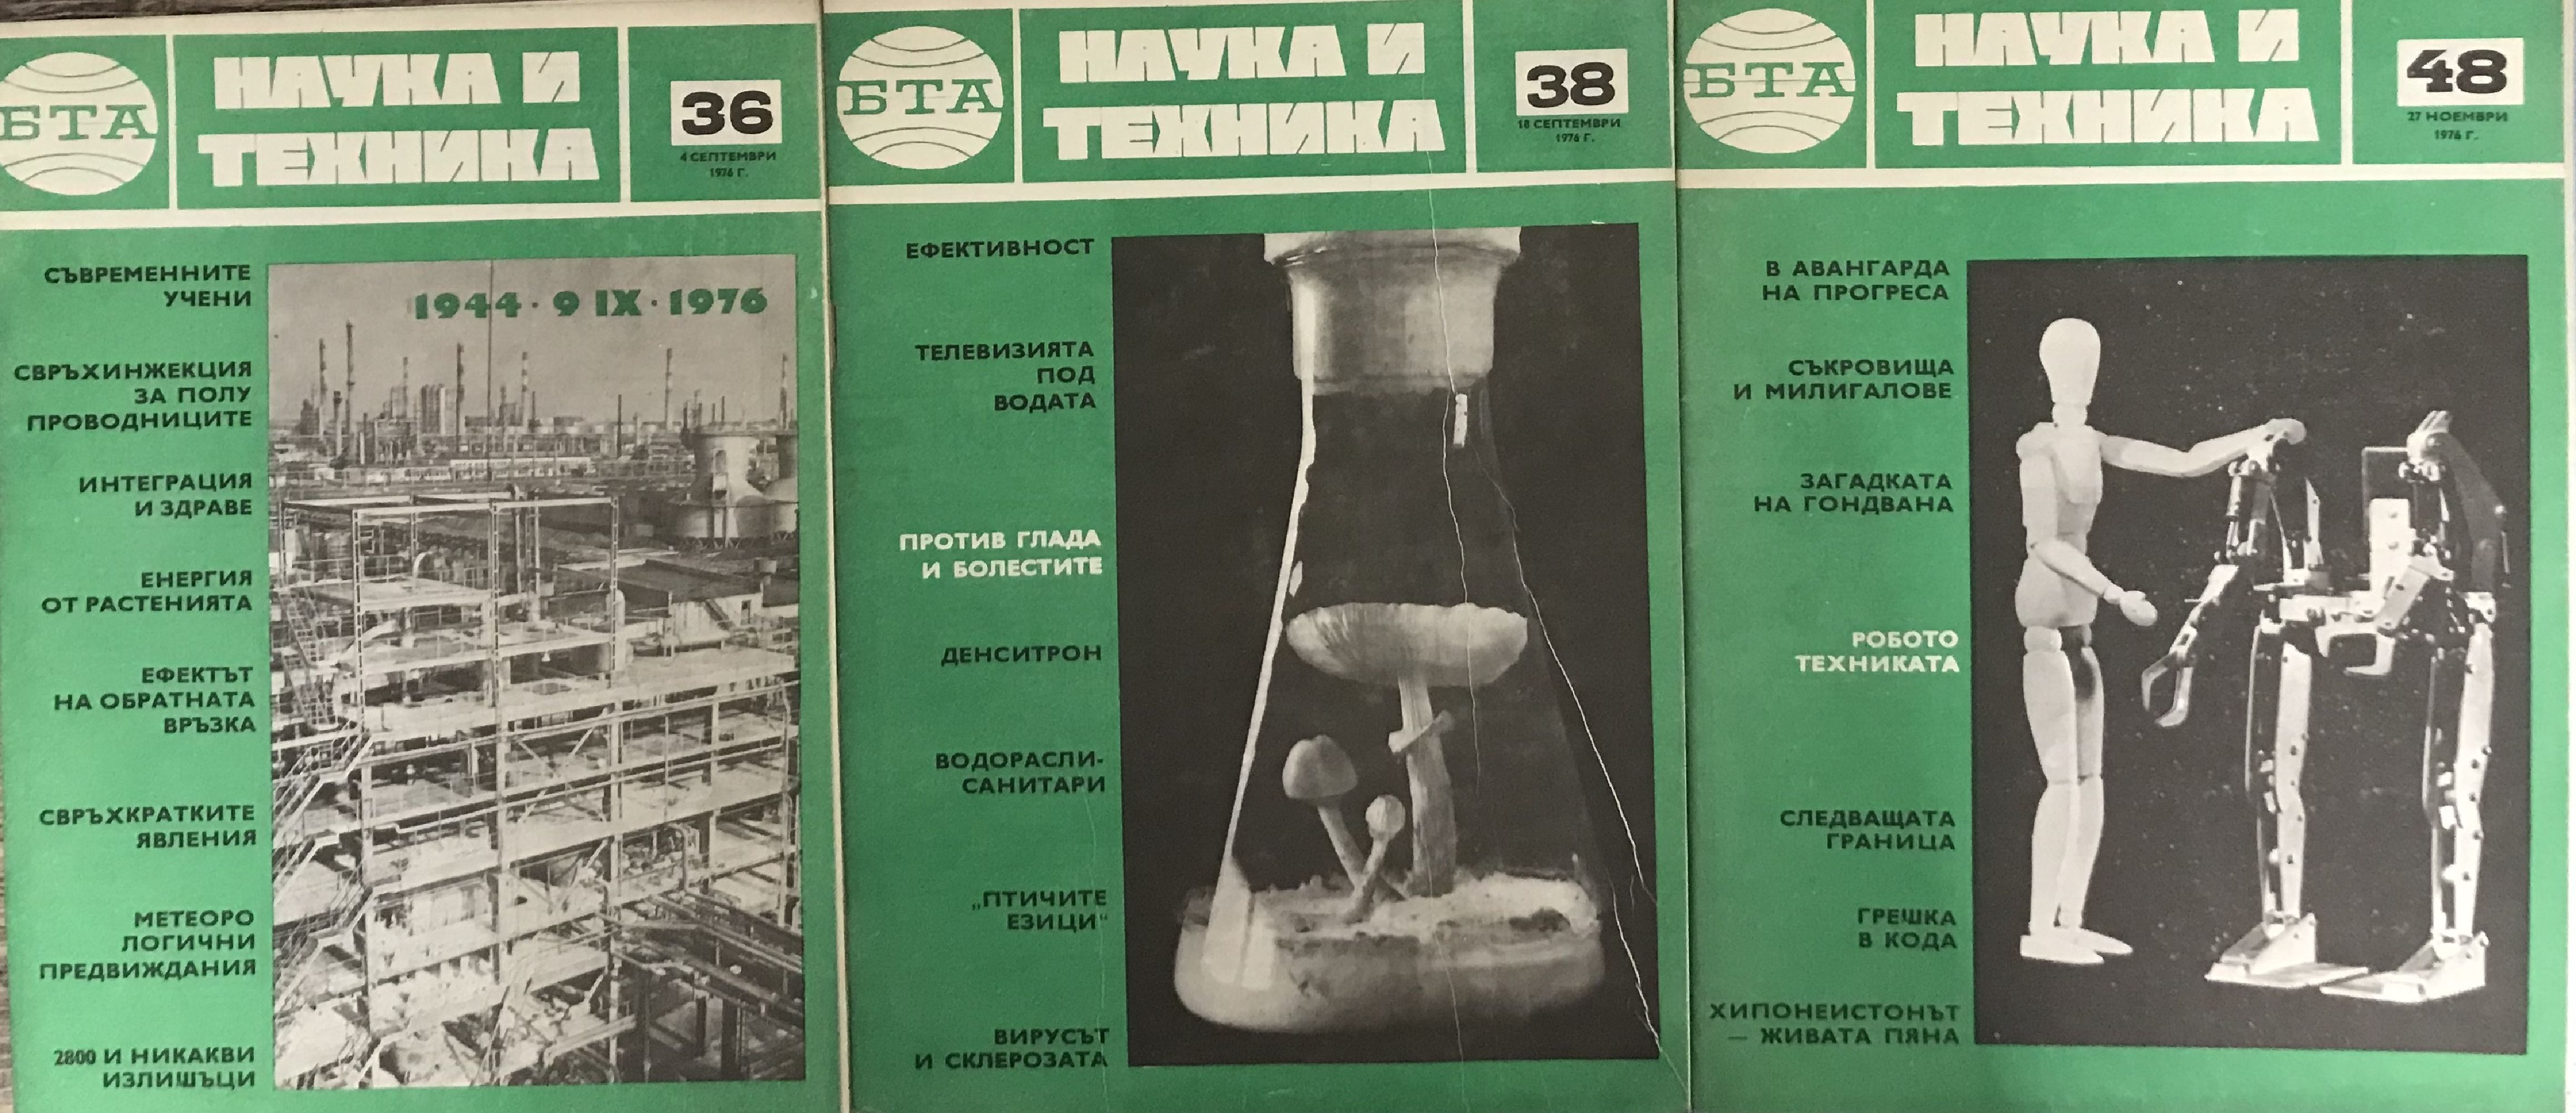 БТА
НАУКА И
ТЕХНИКА
36
4 СЕПТЕМВРИ
1976 Г.
СЪВРЕМЕННИТЕ
УЧЕНИ
СВРЪХИНЖЕКЦИЯ
ЗА ПОЛУ
ПРОВОДНИЦИТЕ
ИНТЕГРАЦИЯ
И ЗДРАВЕ
ЕНЕРГИЯ
ОТ РАСТЕНИЯТА
ЕФЕКТЪТ
НА ОБРАТНАТА
ВРЪЗКА
СВРЪХКРАТКИТЕ
ЯВЛЕНИЯ
МЕТЕОРО
ЛОГИЧНИ
ПРЕДВИЖДАНИЯ
2800 И НИКАКВИ
ИЗЛИШЪЦИ
1944 · 9 IX · 1976
БТА
НАУКА И
ТЕХНИКА
38
18 СЕПТЕМВРИ
1976 Г.
ЕФЕКТИВНОСТ
ТЕЛЕВИЗИЯТА
ПОД
ВОДАТА
ПРОТИВ ГЛАДА
И БОЛЕСТИТЕ
ДЕНСИТРОН
ВОДОРАСЛИ-
САНИТАРИ
„ПТИЧИТЕ
ЕЗИЦИ“
ВИРУСЪТ
И СКЛЕРОЗАТА
БТА
НАУКА И
ТЕХНИКА
48
27 НОЕМВРИ
1976 Г.
В АВАНГАРДА
НА ПРОГРЕСА
СЪКРОВИЩА
И МИЛИГАЛОВЕ
ЗАГАДКАТА
НА ГОНДВАНА
РОБОТО
ТЕХНИКАТА
СЛЕДВАЩАТА
ГРАНИЦА
ГРЕШКА
В КОДА
ХИПОНЕИСТОНЪТ
— ЖИВАТА ПЯНА